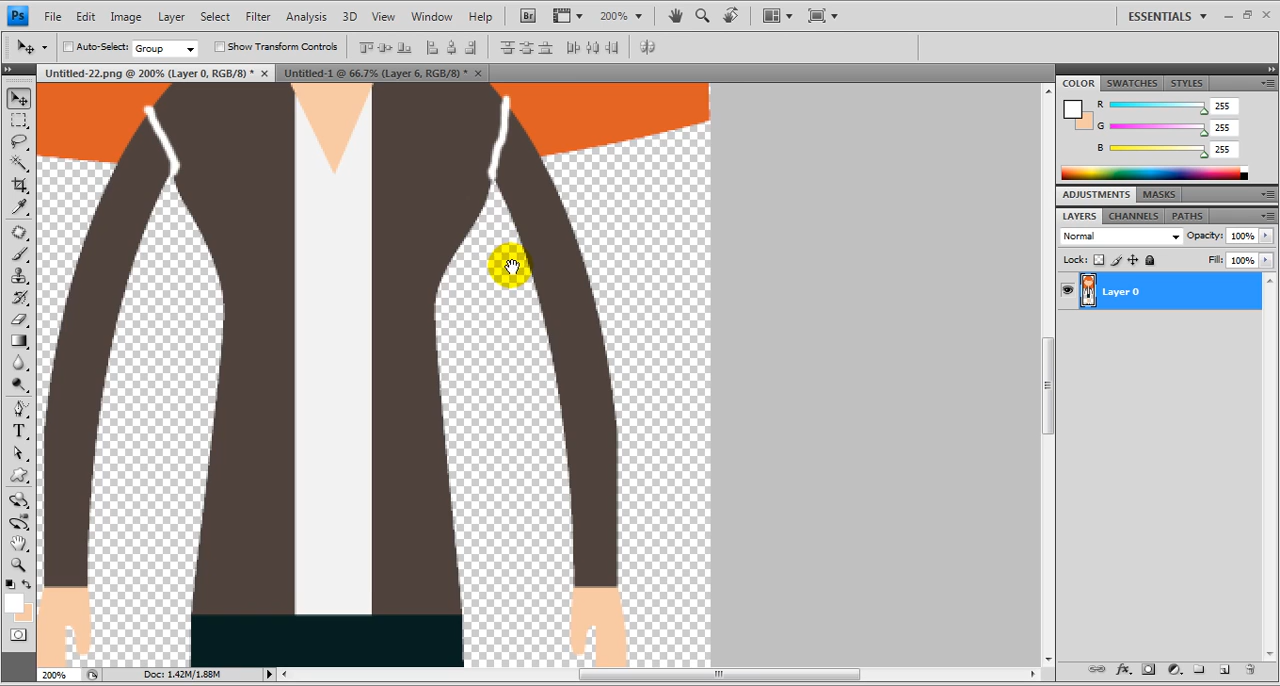 Ps File Edit Image Layer Select Filter Analysis 3D View Window Help Br 200% ESSENTIALS
Auto-Select: Group Show Transform Controls
Untitled-22.png @ 200% (Layer 0, RGB/8) * Untitled-1 @ 66.7% (Layer 6, RGB/8) *
COLOR SWATCHES STYLES
R 255
G 255
B 255
ADJUSTMENTS MASKS
LAYERS CHANNELS PATHS
Normal Opacity: 100%
Lock: Fill: 100%
Layer 0
T
200% Doc: 1.42M/1.88M